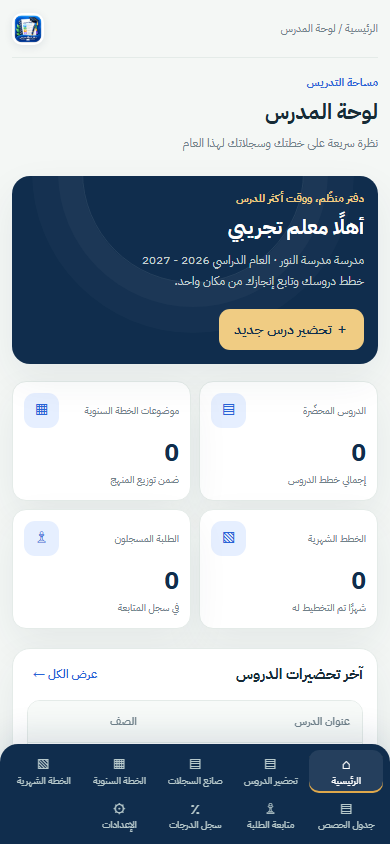 الرئيسية / لوحة المدرس
مساحة التدريس
لوحة المدرس
نظرة سريعة على خطتك وسجلاتك لهذا العام
دفتر منظّم، ووقت أكثر للدرس
أهلًا معلم تجريبي
مدرسة مدرسة النور · العام الدراسي 2026 - 2027
خطط دروسك وتابع إنجازك من مكان واحد.
+ تحضير درس جديد
الدروس المحضّرة
0
إجمالي خطط الدروس
موضوعات الخطة السنوية
0
ضمن توزيع المنهج
الخطط الشهرية
0
شهرًا تم التخطيط له
الطلبة المسجلون
0
في سجل المتابعة
آخر تحضيرات الدروس
عرض الكل ←
عنوان الدرس
الصف
الرئيسية
تحضير الدروس
صانع السجلات
الخطة السنوية
الخطة الشهرية
جدول الحصص
متابعة الطلبة
سجل الدرجات
الإعدادات